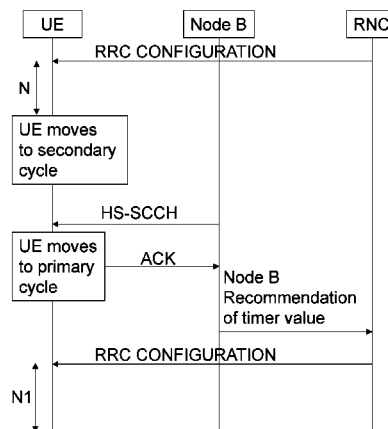 UE Node B RNC
RRC CONFIGURATION
N
UE moves
to secondary
cycle
HS-SCCH
UE moves
to primary
cycle
ACK
Node B
Recommendation
of timer value
RRC CONFIGURATION
N1